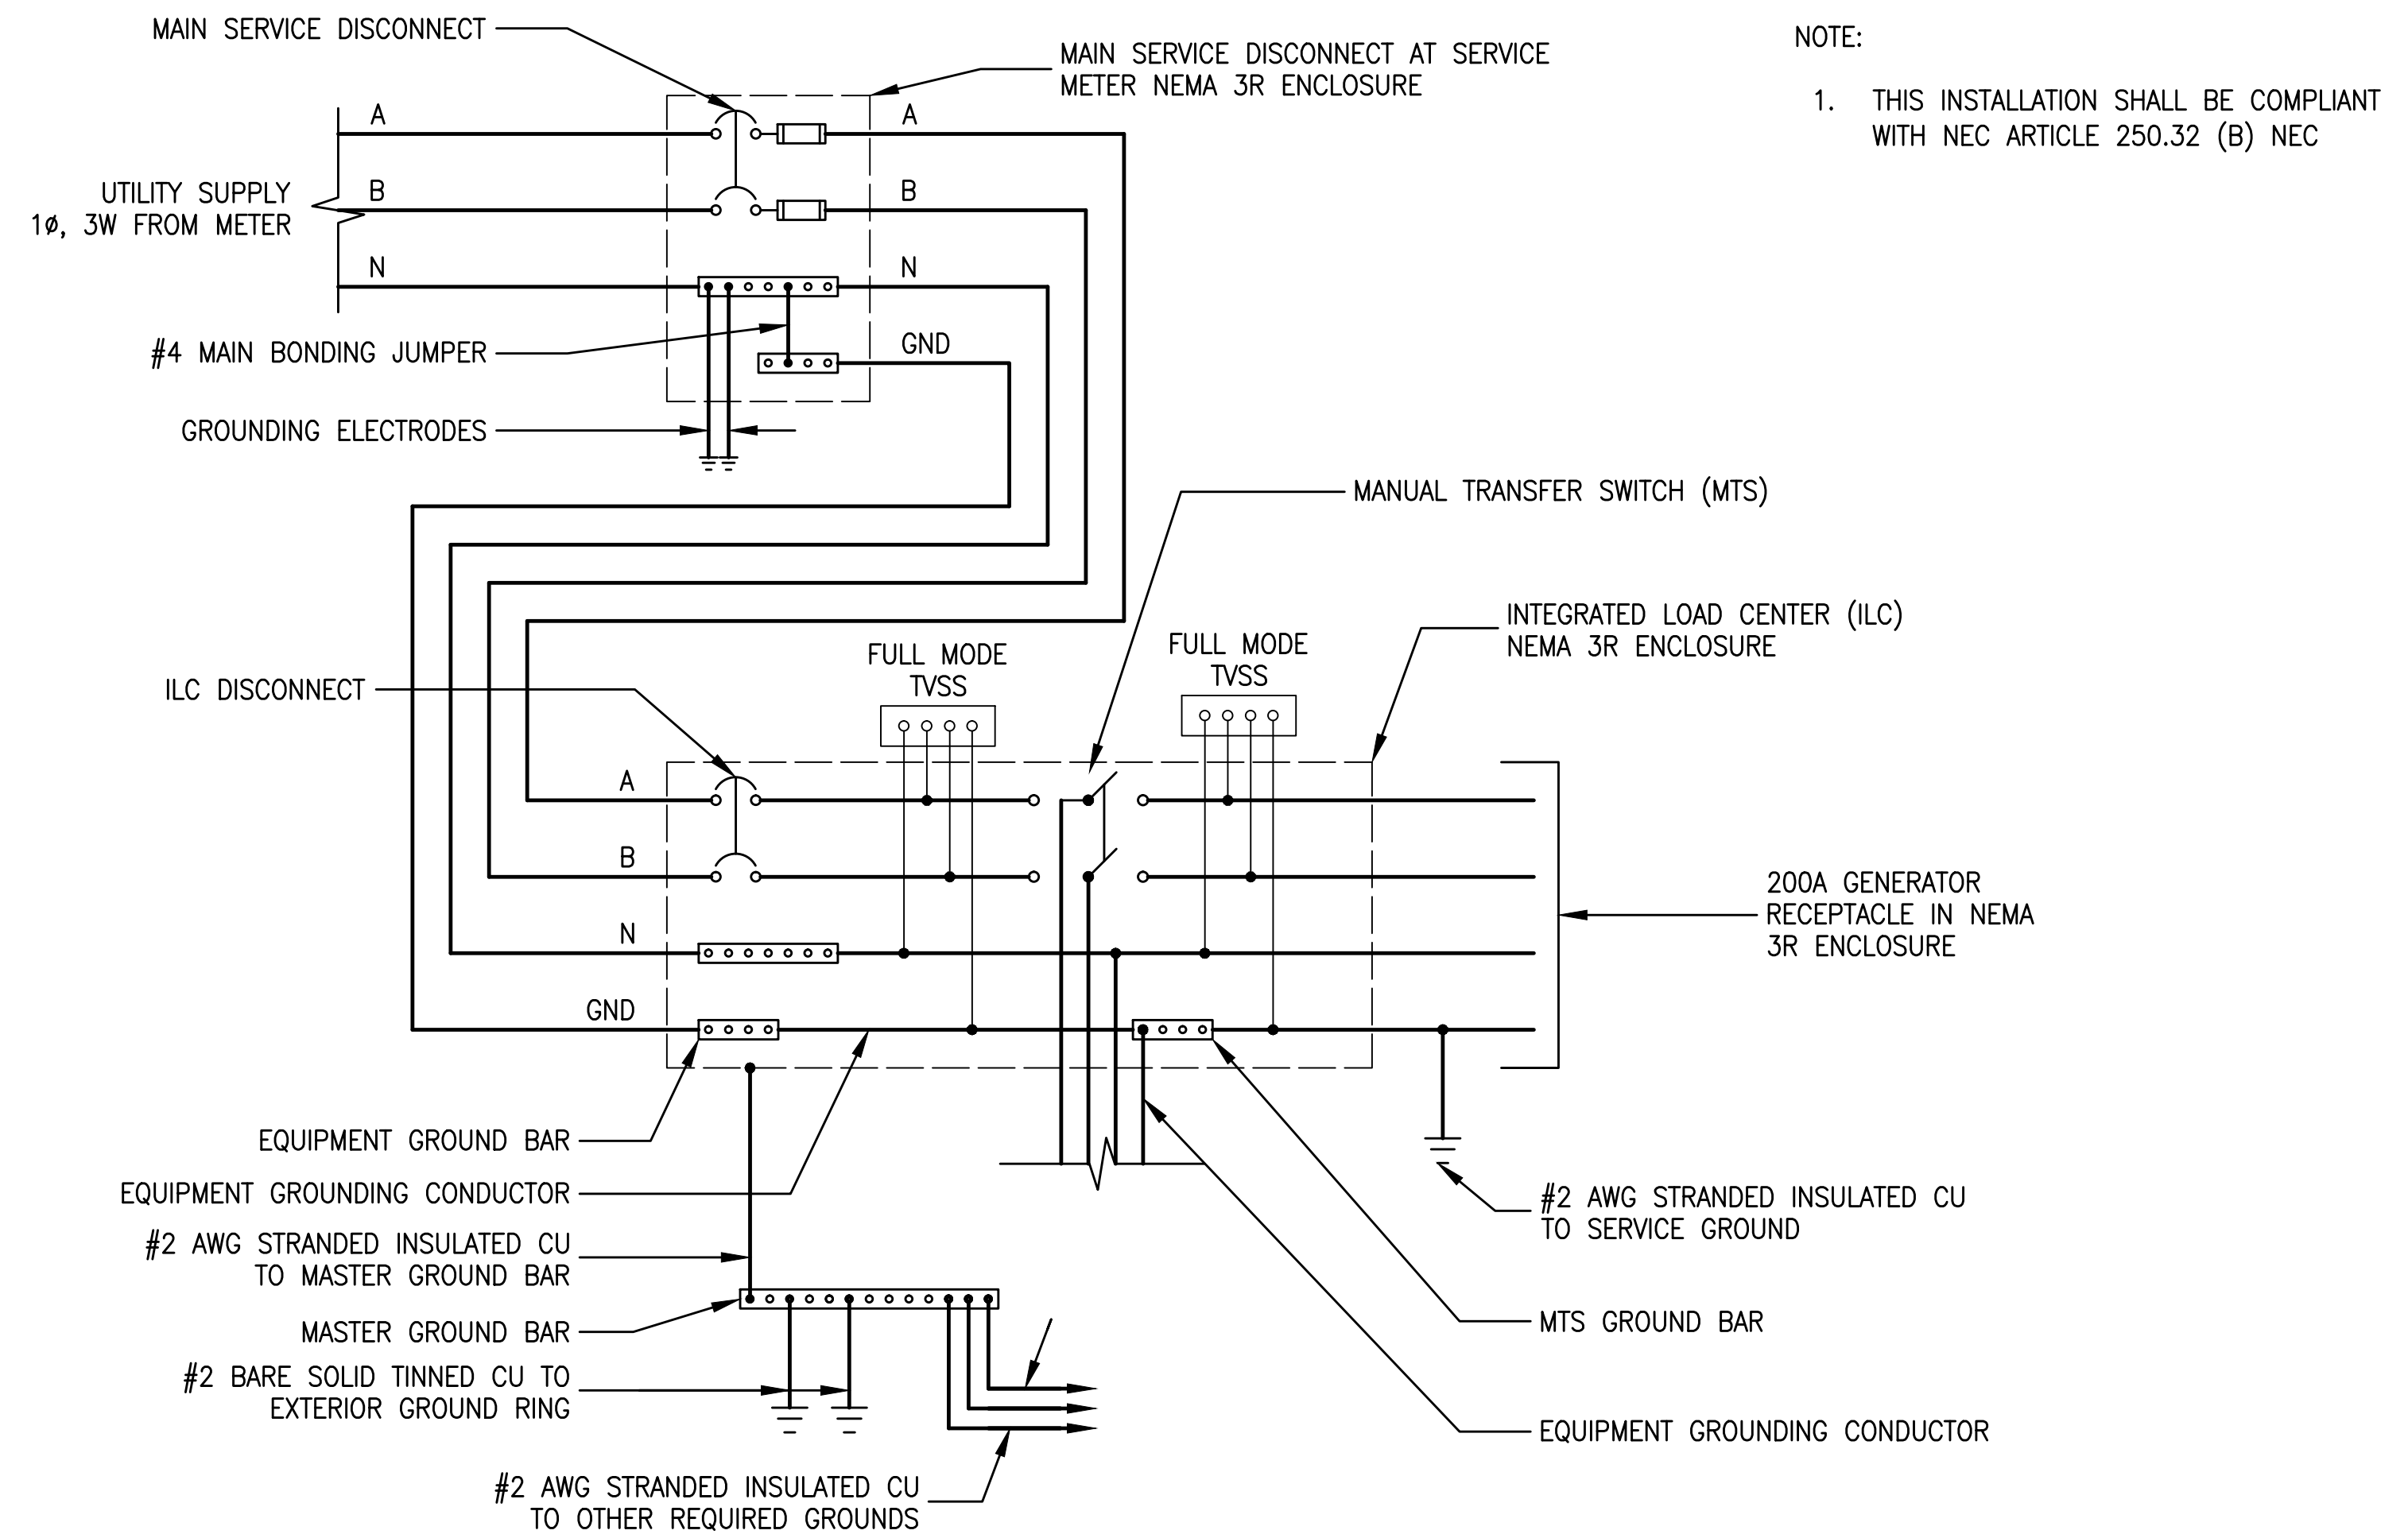 MAIN SERVICE DISCONNECT
MAIN SERVICE DISCONNECT AT SERVICE
METER NEMA 3R ENCLOSURE
NOTE:
1. THIS INSTALLATION SHALL BE COMPLIANT
WITH NEC ARTICLE 250.32 (B) NEC
A
A
UTILITY SUPPLY
1ø, 3W FROM METER
B
B
N
N
#4 MAIN BONDING JUMPER
GND
GROUNDING ELECTRODES
MANUAL TRANSFER SWITCH (MTS)
INTEGRATED LOAD CENTER (ILC)
NEMA 3R ENCLOSURE
FULL MODE
TVSS
FULL MODE
TVSS
ILC DISCONNECT
A
B
N
GND
200A GENERATOR
RECEPTACLE IN NEMA
3R ENCLOSURE
EQUIPMENT GROUND BAR
EQUIPMENT GROUNDING CONDUCTOR
#2 AWG STRANDED INSULATED CU
TO MASTER GROUND BAR
MASTER GROUND BAR
#2 BARE SOLID TINNED CU TO
EXTERIOR GROUND RING
#2 AWG STRANDED INSULATED CU
TO OTHER REQUIRED GROUNDS
#2 AWG STRANDED INSULATED CU
TO SERVICE GROUND
MTS GROUND BAR
EQUIPMENT GROUNDING CONDUCTOR